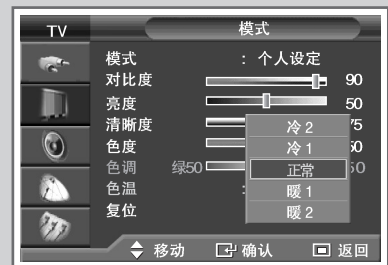 TV 模式
模式 : 个人设定
对比度 90
亮度 50
清晰度 75
色度 50
色调 绿50 50
色温 :
复位
冷 2
冷 1
正常
暖 1
暖 2
移动 确认 返回